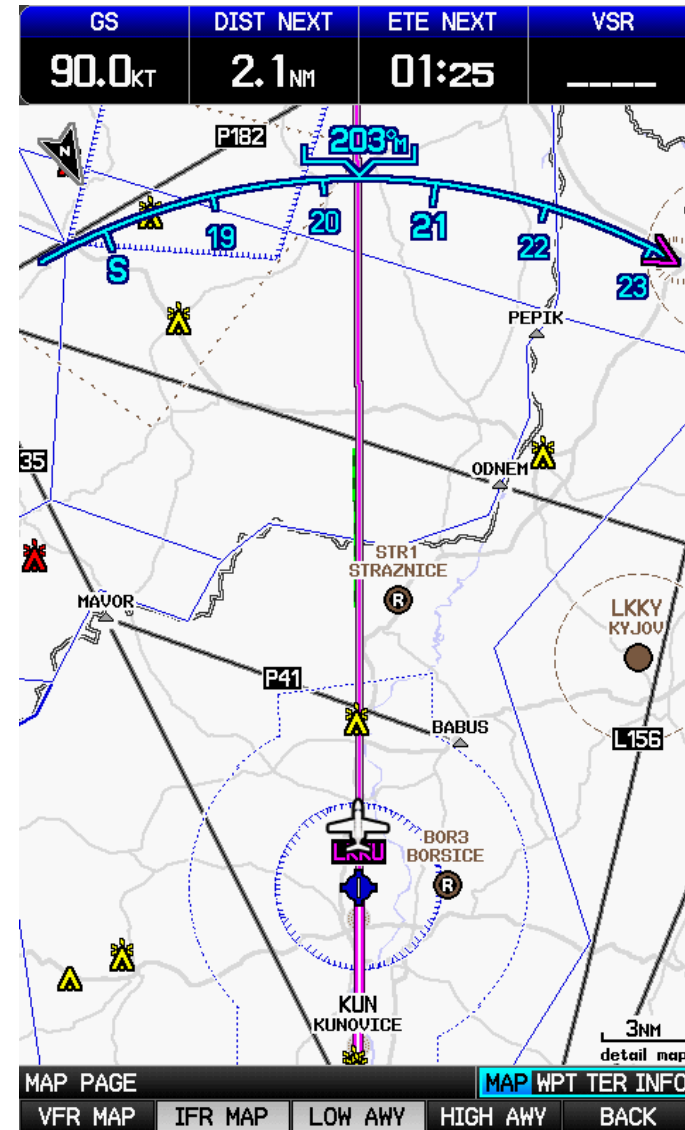 GS DIST NEXT ETE NEXT VSR
90.0KT 2.1NM 01:25 ____
N
P182
203°M
S 19 20 21 22 23
PEPIK
35
ODNEM
STR1
STRAZNICE
R
MAVOR
LKKY
KYJOV
P41
BABUS
L156
LKKU
BOR3
BORSICE
R
KUN
KUNOVICE
3NM
detail map
MAP PAGE MAP WPT TER INFO
VFR MAP IFR MAP LOW AWY HIGH AWY BACK